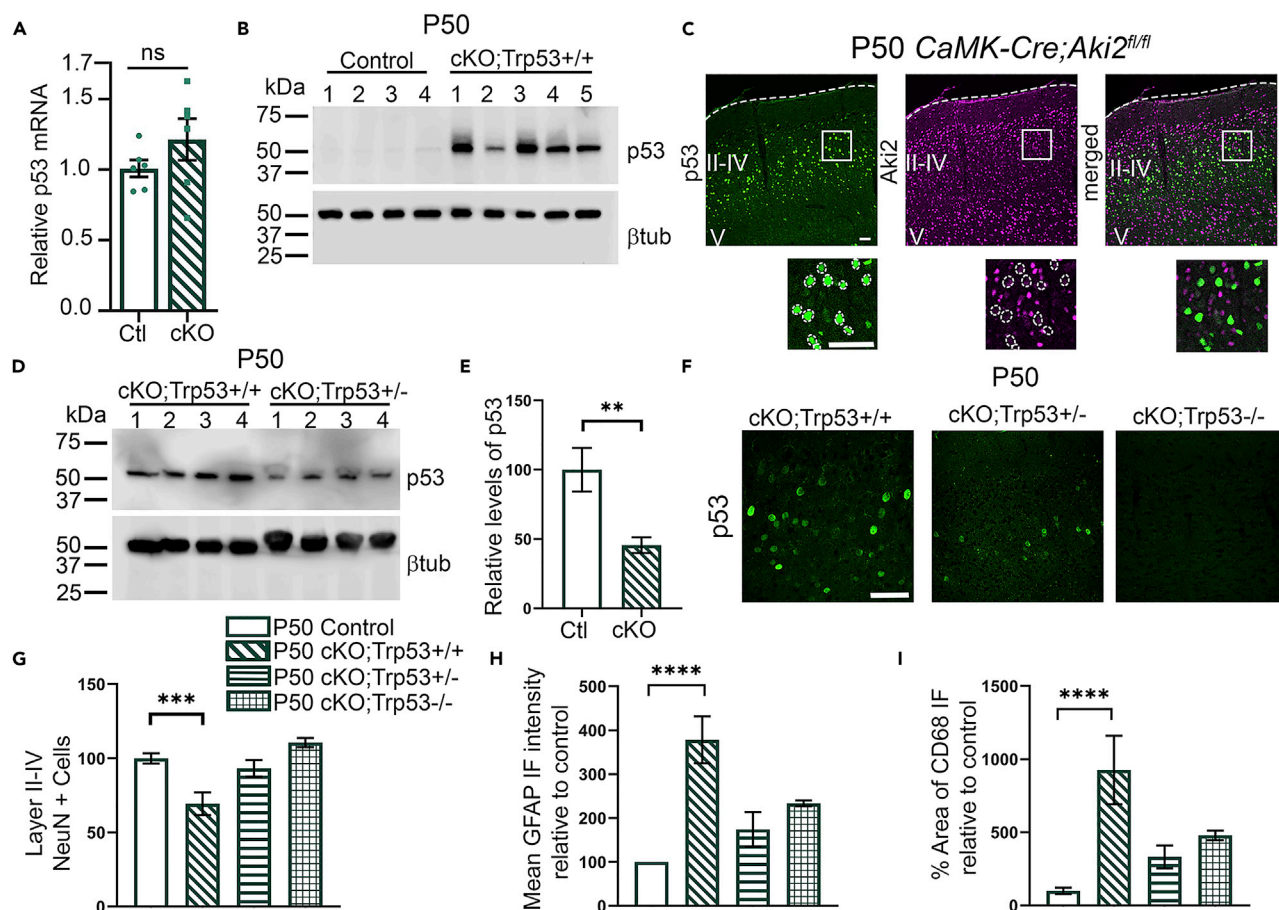 A
Relative p53 mRNA
1.7
1.5
1.0
0.5
0.0
ns
Ctl
cKO
B
P50
Control
cKO;Trp53+/+
kDa
1 2 3 4 1 2 3 4 5
75
50
37
p53
50
37
25
βtub
C
P50 CaMK-Cre;Aki2fl/fl
p53
II-IV
V
Aki2
II-IV
V
merged
II-IV
V
D
P50
cKO;Trp53+/+
cKO;Trp53+/-
kDa
1 2 3 4 1 2 3 4
75
50
37
p53
50
37
25
βtub
E
Relative levels of p53
150
100
50
0
**
Ctl
cKO
F
P50
cKO;Trp53+/+
cKO;Trp53+/-
cKO;Trp53-/-
p53
P50 Control
P50 cKO;Trp53+/+
P50 cKO;Trp53+/-
P50 cKO;Trp53-/-
G
Layer II-IV
NeuN + Cells
150
100
50
0
***
H
Mean GFAP IF intensity
relative to control
500
400
300
200
100
0
****
I
% Area of CD68 IF
relative to control
1500
1000
500
0
****